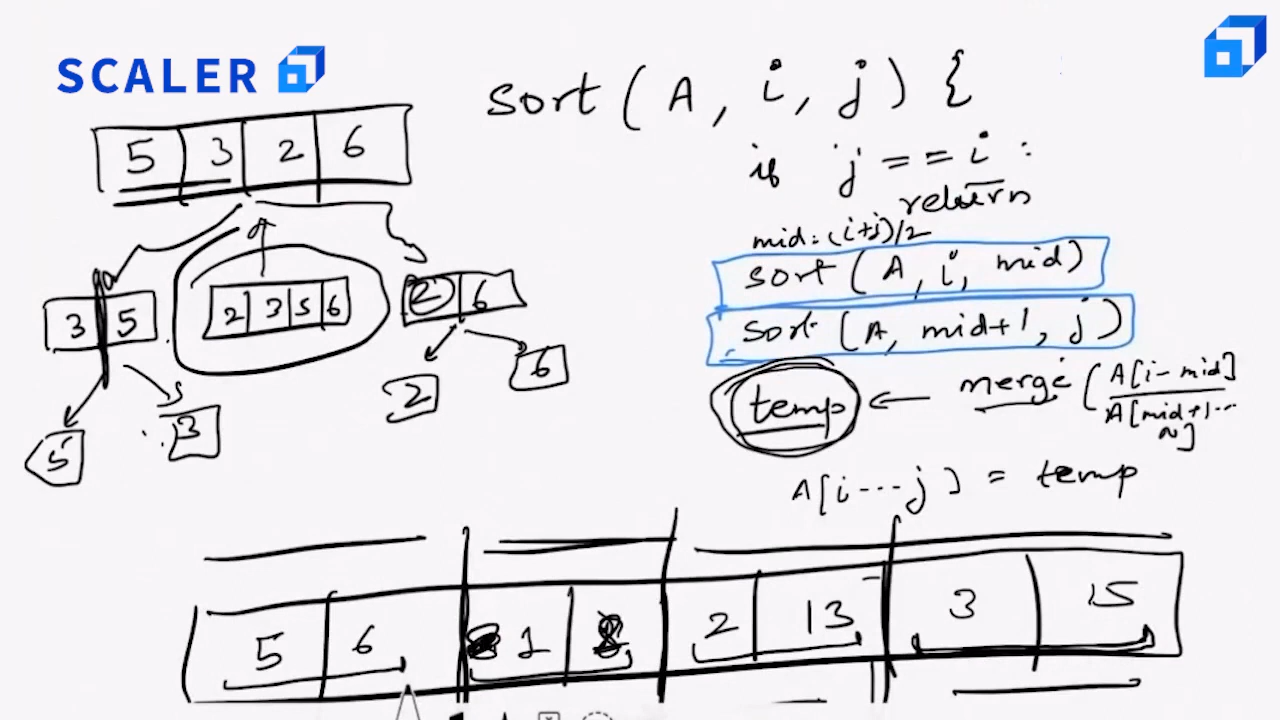 SCALER
sort ( A , i , j ) {
5 3 2 6
if j == i :
return
mid = (i+j)/2
sort ( A , i , mid )
sort ( A, mid+1, j )
3 5
2 3 5 6
2 6
2
6
5
3
temp ← merge ( A[i - mid]
A[mid+1 ...
n]
A[i ... j] = temp
5 6 1 2 13 3 15